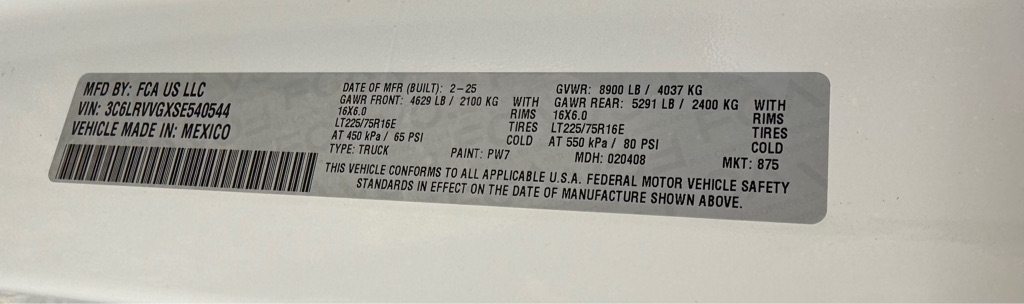 MFD BY: FCA US LLC
VIN: 3C6LRVVGXSE540544
VEHICLE MADE IN: MEXICO
DATE OF MFR (BUILT): 2-25
GVWR: 8900 LB / 4037 KG
GAWR FRONT: 4629 LB / 2100 KG WITH
16X6.0 RIMS
LT225/75R16E TIRES
AT 450 kPa / 65 PSI COLD
GAWR REAR: 5291 LB / 2400 KG WITH
16X6.0 RIMS
LT225/75R16E TIRES
AT 550 kPa / 80 PSI COLD
TYPE: TRUCK PAINT: PW7 MDH: 020408 MKT: 875
THIS VEHICLE CONFORMS TO ALL APPLICABLE U.S.A. FEDERAL MOTOR VEHICLE SAFETY
STANDARDS IN EFFECT ON THE DATE OF MANUFACTURE SHOWN ABOVE.